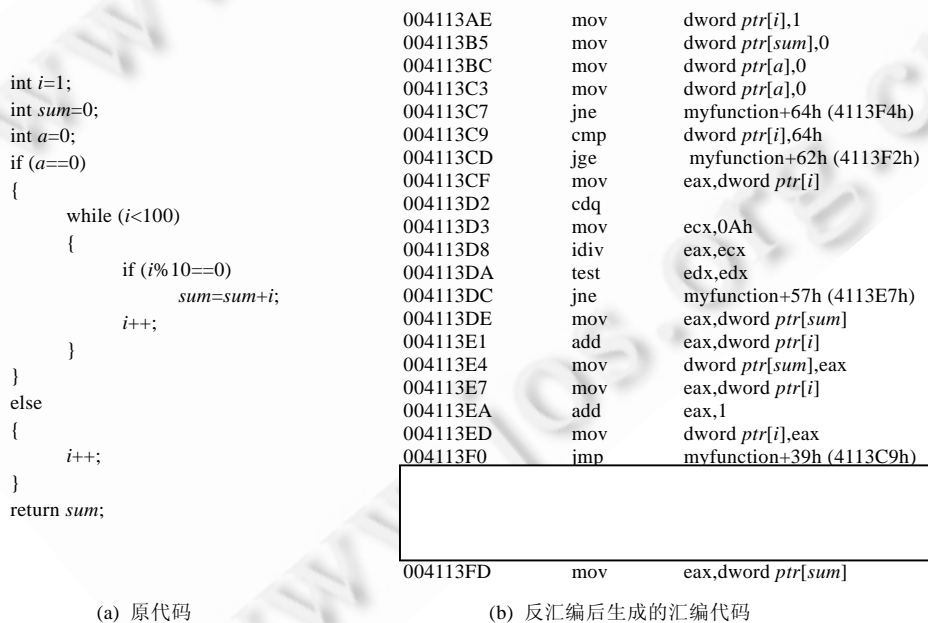 int i=1;
int sum=0;
int a=0;
if (a==0)
{
while (i<100)
{
if (i%10==0)
sum=sum+i;
i++;
}
}
else
{
i++;
}
return sum;
(a) 原代码
004113AE mov dword ptr[i],1
004113B5 mov dword ptr[sum],0
004113BC mov dword ptr[a],0
004113C3 mov dword ptr[a],0
004113C7 jne myfunction+64h (4113F4h)
004113C9 cmp dword ptr[i],64h
004113CD jge myfunction+62h (4113F2h)
004113CF mov eax,dword ptr[i]
004113D2 cdq
004113D3 mov ecx,0Ah
004113D8 idiv eax,ecx
004113DA test edx,edx
004113DC jne myfunction+57h (4113E7h)
004113DE mov eax,dword ptr[sum]
004113E1 add eax,dword ptr[i]
004113E4 mov dword ptr[sum],eax
004113E7 mov eax,dword ptr[i]
004113EA add eax,1
004113ED mov dword ptr[i],eax
004113F0 jmp myfunction+39h (4113C9h)
004113FD mov eax,dword ptr[sum]
(b) 反汇编后生成的汇编代码